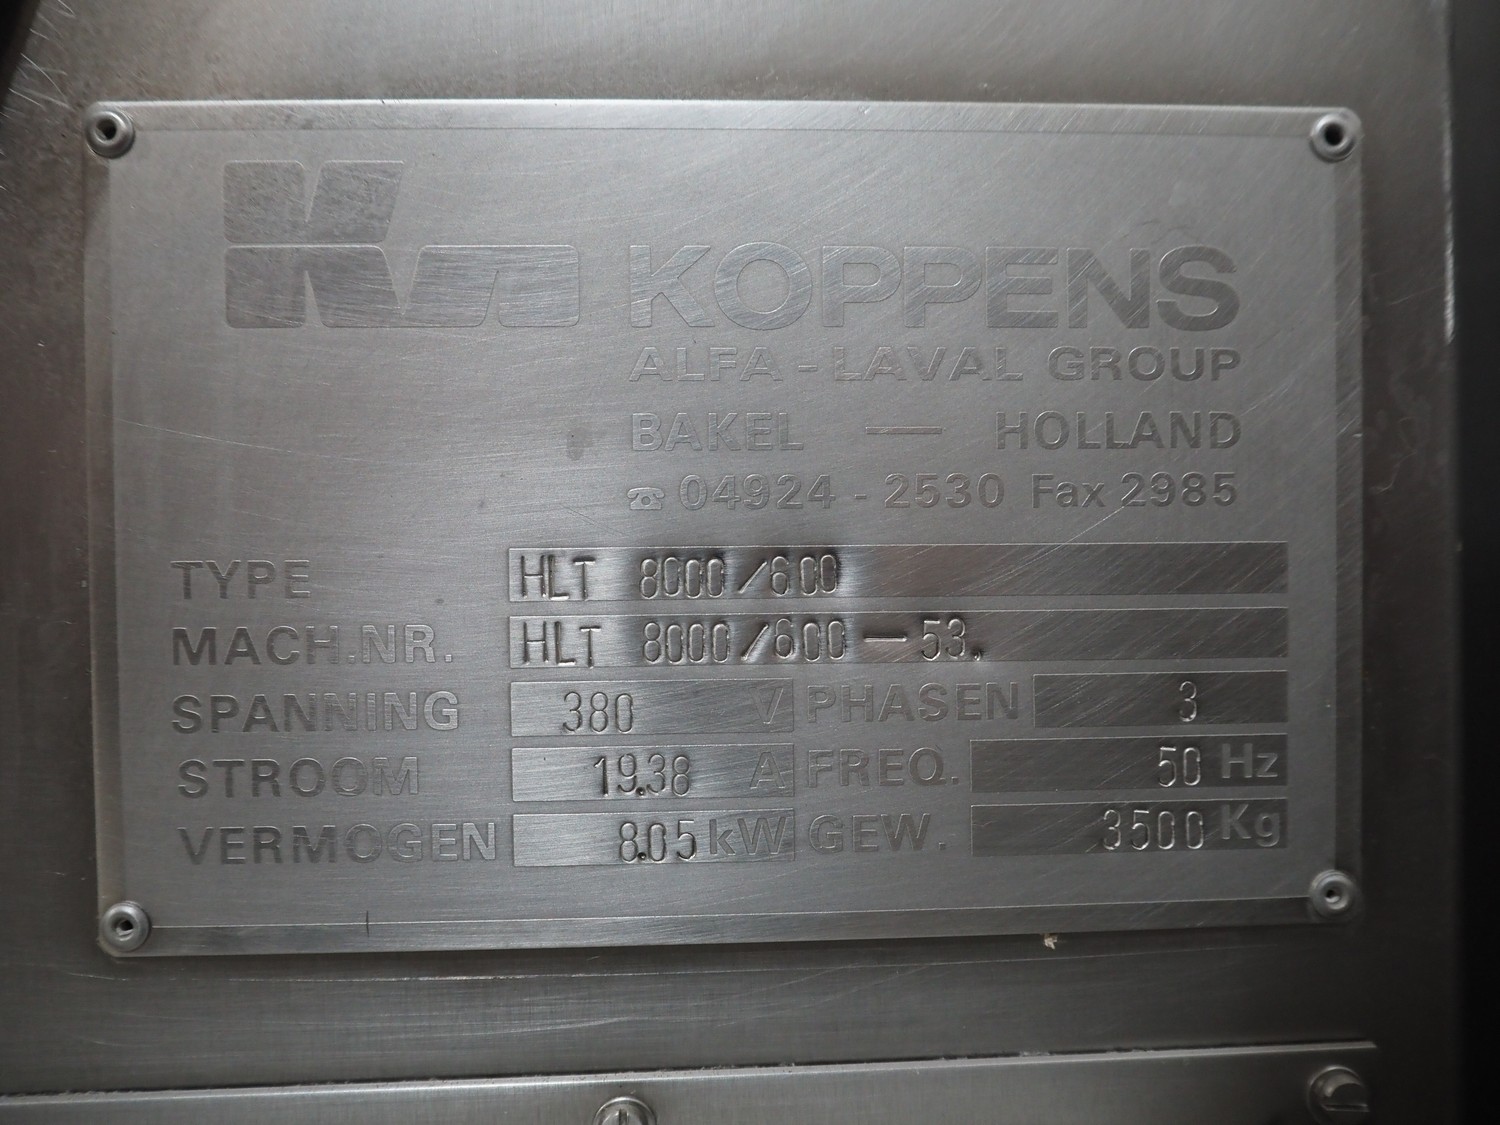 KOPPENS
ALFA-LAVAL GROUP
BAKEL — HOLLAND
☎ 04924 - 2530 Fax 2985
TYPE HLT 8000/600
MACH.NR. HLT 8000/600 — 53.
SPANNING 380 V PHASEN 3
STROOM 19.38 A FREQ. 50 Hz
VERMOGEN 8.05 kW GEW. 3500 Kg